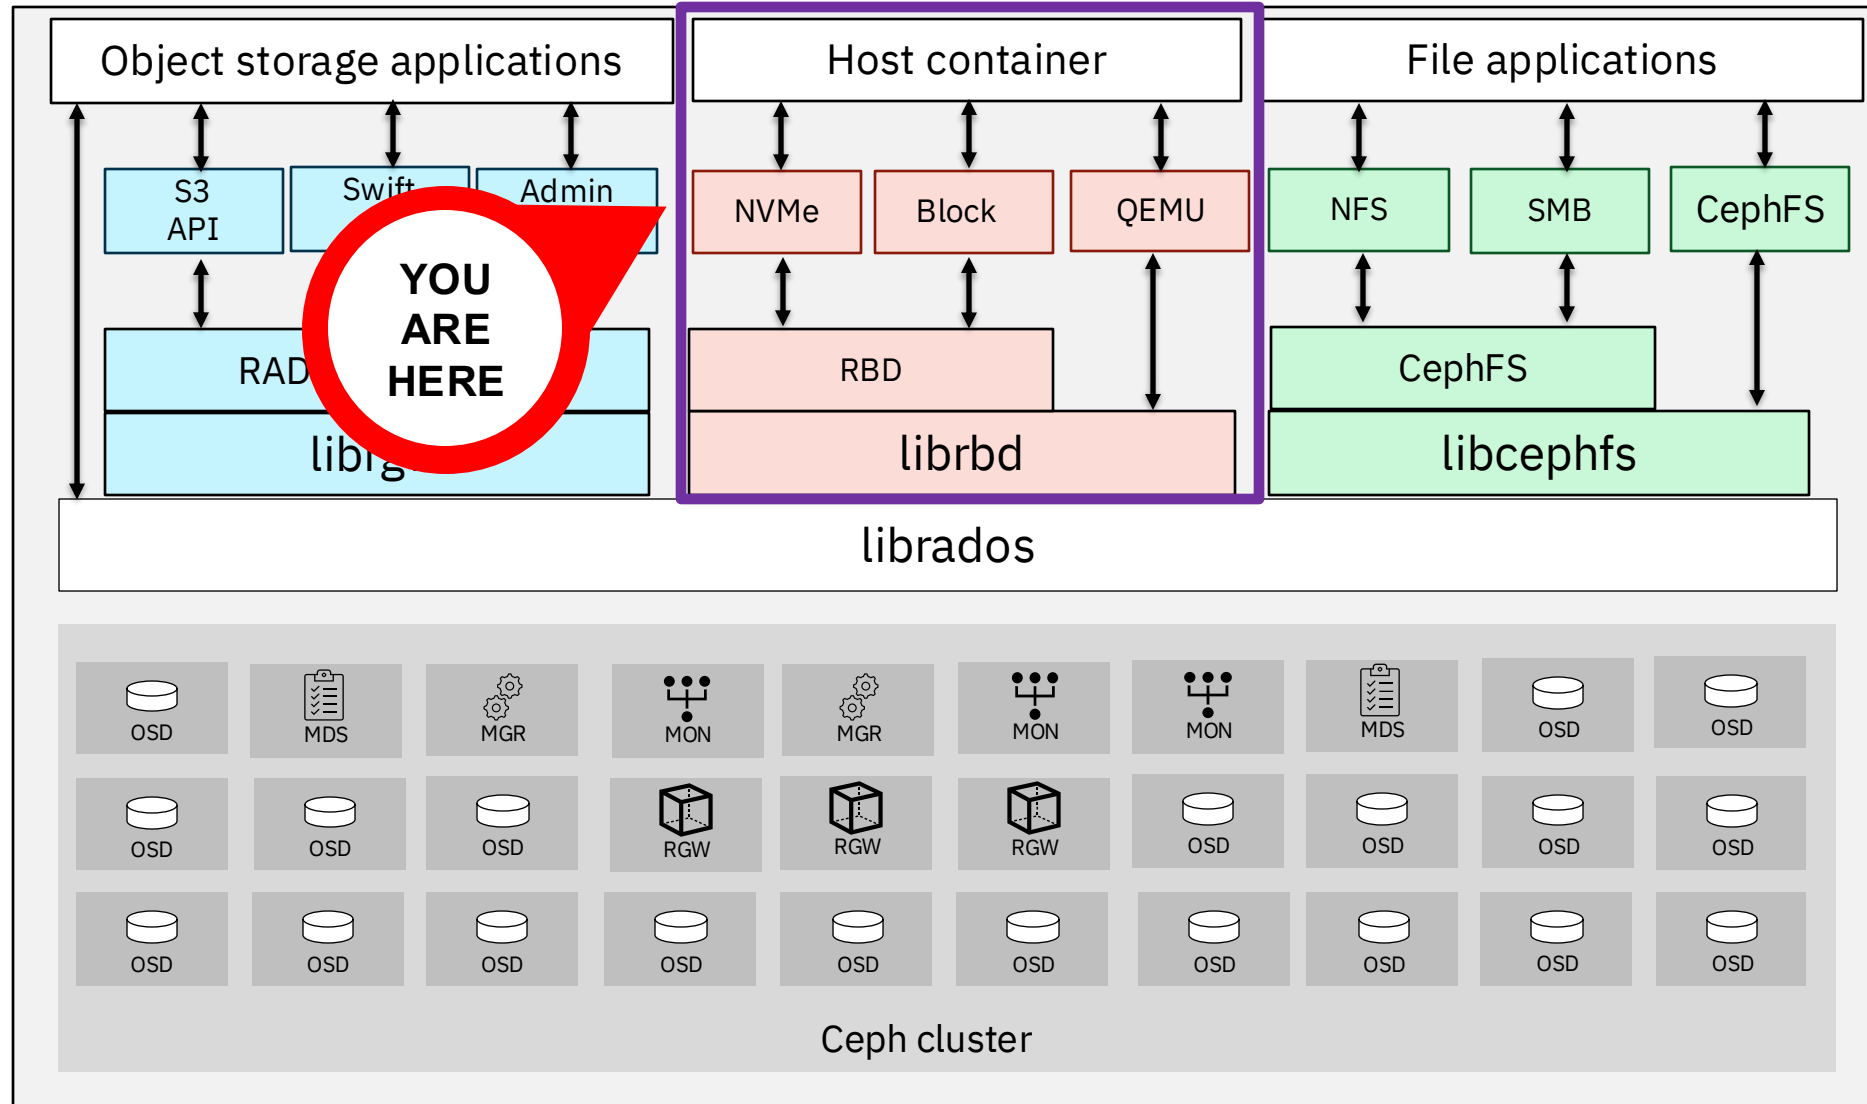 Object storage applications
Host container
File applications
S3
API
Swift
Admin
NVMe
Block
QEMU
NFS
SMB
CephFS
YOU
ARE
HERE
RBD
CephFS
librbd
libcephfs
librados
OSD
MDS
MGR
MON
MGR
MON
MON
MDS
OSD
OSD
OSD
OSD
OSD
RGW
RGW
RGW
OSD
OSD
OSD
OSD
OSD
OSD
OSD
OSD
OSD
OSD
OSD
OSD
OSD
OSD
Ceph cluster